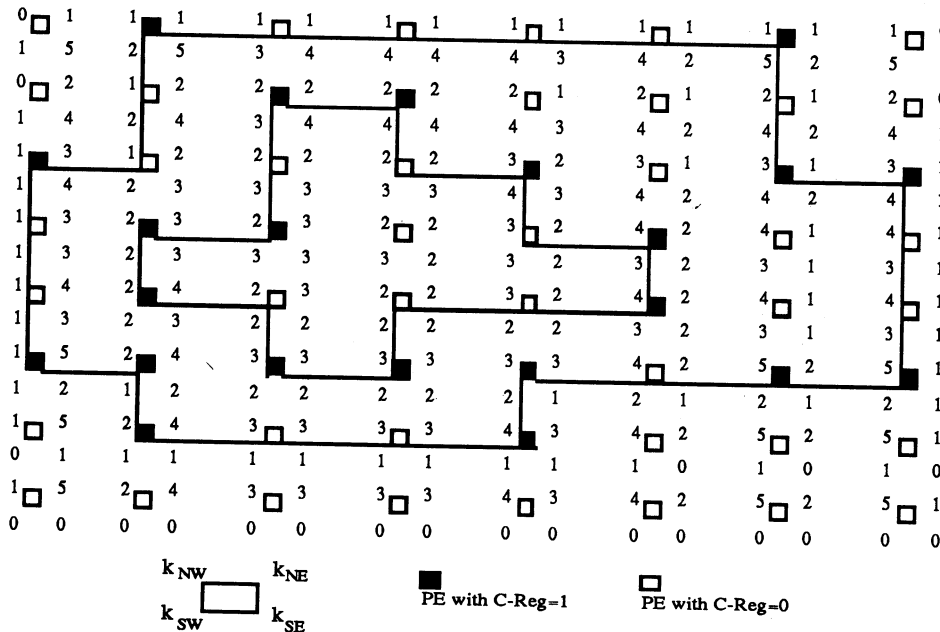 0 1 1 1 1 1 1 1 1 1 1 1 1 1 1
1 5 2 5 3 4 4 4 4 3 4 2 5 2 5
0 2 1 2 2 2 2 2 2 1 2 1 2 1 2
1 4 2 4 3 4 4 4 4 3 4 2 4 2 4
1 3 1 2 2 2 2 2 3 2 3 1 3 1 3 1
1 4 2 3 3 3 3 3 4 3 4 2 4 2 4
1 3 2 3 2 3 2 2 3 2 4 2 4 1 4 1
1 3 2 3 3 3 2 2 3 2 3 2 3 1 3 1
1 4 2 4 2 3 2 2 3 2 4 2 4 1 4 1
1 3 2 3 2 2 2 2 2 2 3 2 3 1 3 1
1 5 2 4 3 3 3 3 3 3 4 2 5 2 5 1
1 2 1 2 2 2 2 2 2 1 2 1 2 1 2 1
1 5 2 4 3 3 3 3 4 3 4 2 5 2 5 1
0 1 1 1 1 1 1 1 1 1 1 0 1 0 1 0
1 5 2 4 3 3 3 3 4 3 4 2 5 2 5 1
0 0 0 0 0 0 0 0 0 0 0 0 0 0 0 0
k NW k NE
k SW k SE
PE with C-Reg=1 PE with C-Reg=0